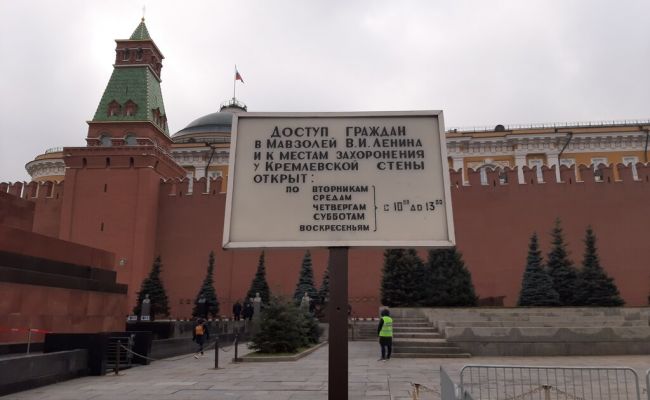 ДОСТУП ГРАЖДАН
В МАВЗОЛЕЙ В.И. ЛЕНИНА
И К МЕСТАМ ЗАХОРОНЕНИЯ
У КРЕМЛЕВСКОЙ СТЕНЫ
ОТКРЫТ:
ПО ВТОРНИКАМ
СРЕДАМ
ЧЕТВЕРГАМ С 10⁰⁰ ДО 13⁰⁰
СУББОТАМ
ВОСКРЕСЕНЬЯМ